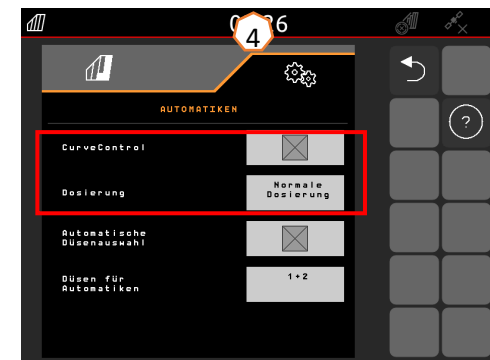 4
AUTOMATIKEN
CurveControl
Dosierung
Normale
Dosierung
Automatische
Düsenauswahl
Düsen für
Automatiken
1+2
?